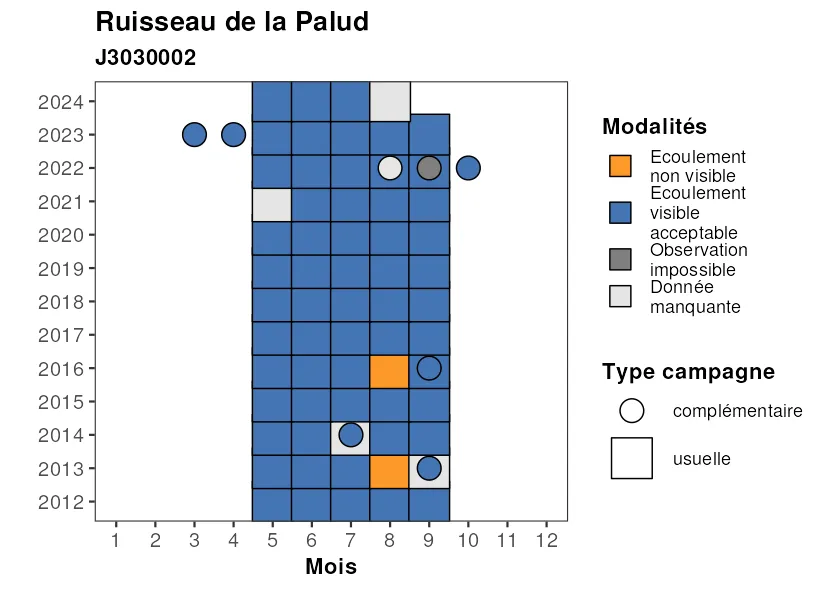 Ruisseau de la Palud
J3030002
2024
2023
2022
2021
2020
2019
2018
2017
2016
2015
2014
2013
2012
1 2 3 4 5 6 7 8 9 10 11 12
Mois
Modalités
Ecoulement
non visible
Ecoulement
visible
acceptable
Observation
impossible
Donnée
manquante
Type campagne
complémentaire
usuelle